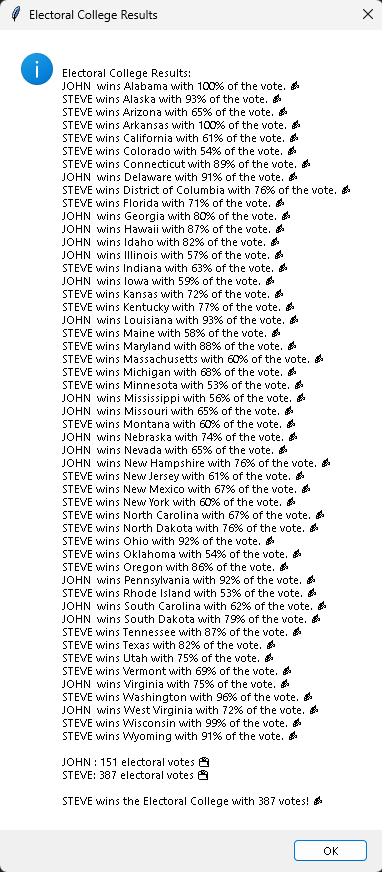 Electoral College Results
Electoral College Results:
JOHN  wins Alabama with 100% of the vote. ✍
STEVE wins Alaska with 93% of the vote. ✍
STEVE wins Arizona with 65% of the vote. ✍
STEVE wins Arkansas with 100% of the vote. ✍
STEVE wins California with 61% of the vote. ✍
STEVE wins Colorado with 54% of the vote. ✍
STEVE wins Connecticut with 89% of the vote. ✍
JOHN  wins Delaware with 91% of the vote. ✍
STEVE wins District of Columbia with 76% of the vote. ✍
STEVE wins Florida with 71% of the vote. ✍
JOHN  wins Georgia with 80% of the vote. ✍
JOHN  wins Hawaii with 87% of the vote. ✍
JOHN  wins Idaho with 82% of the vote. ✍
JOHN  wins Illinois with 57% of the vote. ✍
STEVE wins Indiana with 63% of the vote. ✍
JOHN  wins Iowa with 59% of the vote. ✍
STEVE wins Kansas with 72% of the vote. ✍
STEVE wins Kentucky with 77% of the vote. ✍
JOHN  wins Louisiana with 93% of the vote. ✍
STEVE wins Maine with 58% of the vote. ✍
STEVE wins Maryland with 88% of the vote. ✍
STEVE wins Massachusetts with 60% of the vote. ✍
STEVE wins Michigan with 68% of the vote. ✍
STEVE wins Minnesota with 53% of the vote. ✍
JOHN  wins Mississippi with 56% of the vote. ✍
JOHN  wins Missouri with 65% of the vote. ✍
STEVE wins Montana with 60% of the vote. ✍
JOHN  wins Nebraska with 74% of the vote. ✍
JOHN  wins Nevada with 65% of the vote. ✍
JOHN  wins New Hampshire with 76% of the vote. ✍
STEVE wins New Jersey with 61% of the vote. ✍
STEVE wins New Mexico with 67% of the vote. ✍
STEVE wins New York with 60% of the vote. ✍
STEVE wins North Carolina with 67% of the vote. ✍
STEVE wins North Dakota with 76% of the vote. ✍
STEVE wins Ohio with 92% of the vote. ✍
STEVE wins Oklahoma with 54% of the vote. ✍
STEVE wins Oregon with 86% of the vote. ✍
JOHN  wins Pennsylvania with 92% of the vote. ✍
STEVE wins Rhode Island with 53% of the vote. ✍
JOHN  wins South Carolina with 62% of the vote. ✍
JOHN  wins South Dakota with 79% of the vote. ✍
STEVE wins Tennessee with 87% of the vote. ✍
STEVE wins Texas with 82% of the vote. ✍
STEVE wins Utah with 75% of the vote. ✍
STEVE wins Vermont with 69% of the vote. ✍
JOHN  wins Virginia with 75% of the vote. ✍
STEVE wins Washington with 96% of the vote. ✍
JOHN  wins West Virginia with 72% of the vote. ✍
STEVE wins Wisconsin with 99% of the vote. ✍
STEVE wins Wyoming with 91% of the vote. ✍
JOHN : 151 electoral votes 🗳
STEVE: 387 electoral votes 🗳
STEVE wins the Electoral College with 387 votes! ✍
OK